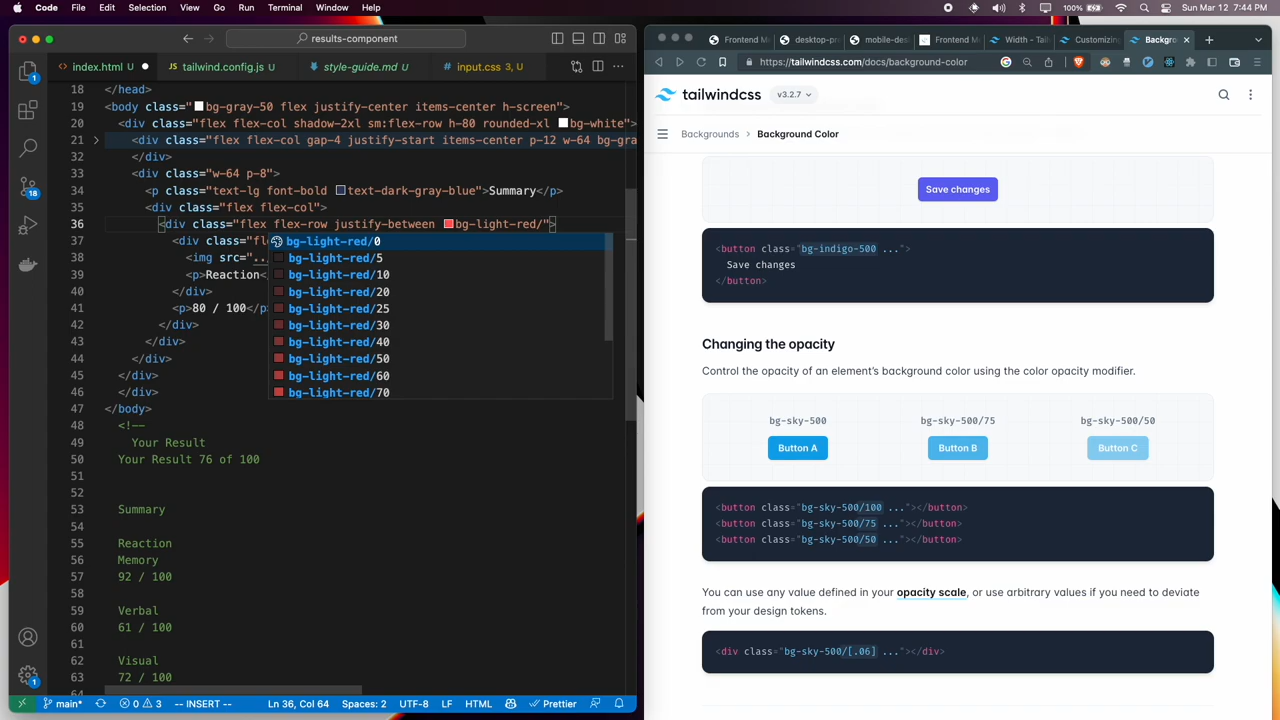 Code File Edit Selection View Go Run Terminal Window Help
100% Sun Mar 12 7:44 PM
results-component
index.html
tailwind.config.js
style-guide.md
input.css 3, U
18 </head>
19 <body class="bg-gray-50 flex justify-center items-center h-screen">
20 <div class="flex flex-col shadow-2xl sm:flex-row h-80 rounded-xl bg-white">
21 <div class="flex flex-col gap-4 justify-start items-center p-12 w-64 bg-gra
32 </div>
33 <div class="w-64 p-8">
34 <p class="text-lg font-bold text-dark-gray-blue">Summary</p>
35 <div class="flex flex-col">
36 <div class="flex flex-row justify-between bg-light-red/">
37 <div class="fl
38 <img src="..
39 <p>Reaction<
40 </div>
41 <p>80 / 100</p
42 </div>
43 </div>
44 </div>
45 </div>
46 </div>
47 </body>
48 <!--
49 Your Result
50 Your Result 76 of 100
51
52
53 Summary
54
55 Reaction
56 Memory
57 92 / 100
58
59 Verbal
60 61 / 100
61
62 Visual
63 72 / 100
64
bg-light-red/0
bg-light-red/5
bg-light-red/10
bg-light-red/20
bg-light-red/25
bg-light-red/30
bg-light-red/40
bg-light-red/50
bg-light-red/60
bg-light-red/70
1
18
1
main* 0 3 -- INSERT -- Ln 36, Col 64 Spaces: 2 UTF-8 LF HTML Prettier
Frontend M
desktop-pr
mobile-des
Frontend M
Width - Tail
Customizing
Backgro
https://tailwindcss.com/docs/background-color
tailwindcss v3.2.7
Backgrounds > Background Color
Save changes
<button class="bg-indigo-500 ...">
Save changes
</button>
Changing the opacity
Control the opacity of an element's background color using the color opacity modifier.
bg-sky-500 bg-sky-500/75 bg-sky-500/50
Button A Button B Button C
<button class="bg-sky-500/100 ..."></button>
<button class="bg-sky-500/75 ..."></button>
<button class="bg-sky-500/50 ..."></button>
You can use any value defined in your opacity scale, or use arbitrary values if you need to deviate
from your design tokens.
<div class="bg-sky-500/[.06] ..."></div>